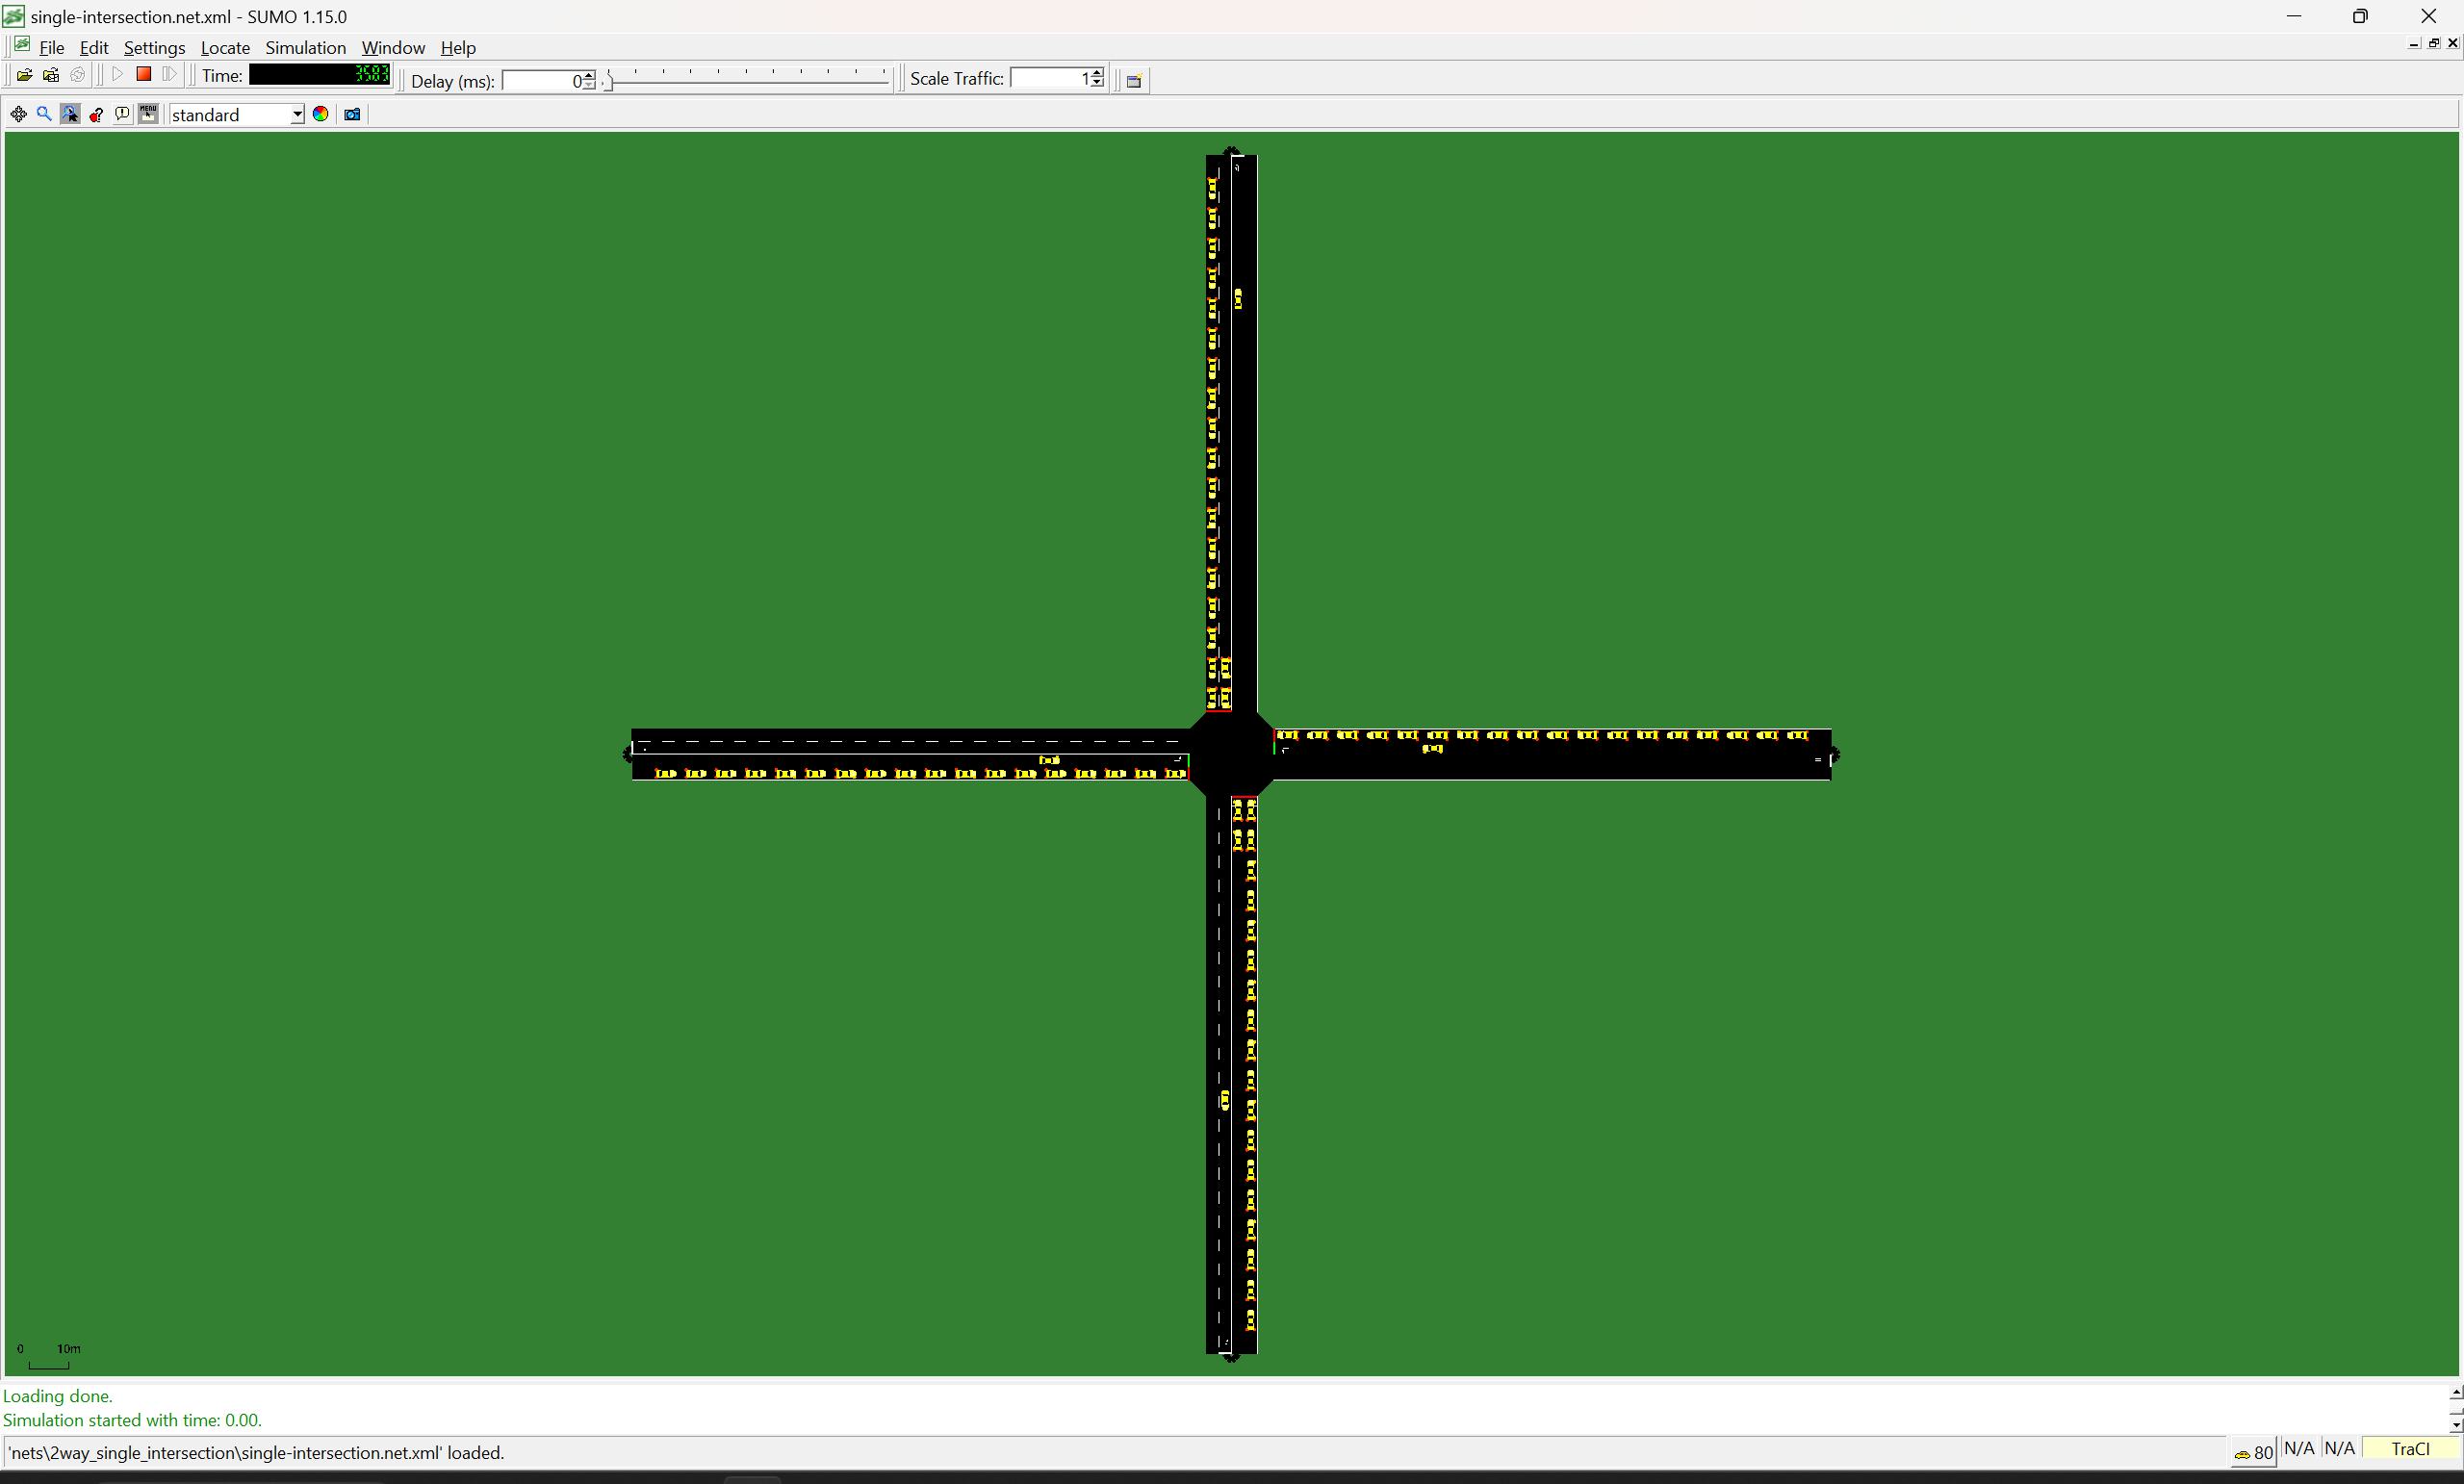 single-intersection.net.xml - SUMO 1.15.0
File Edit Settings Locate Simulation Window Help
Time: 3583 Delay (ms): 0 Scale Traffic: 1
MENU standard
0 10m
Loading done.
Simulation started with time: 0.00.
'nets\2way_single_intersection\single-intersection.net.xml' loaded. 80 N/A N/A TraCI